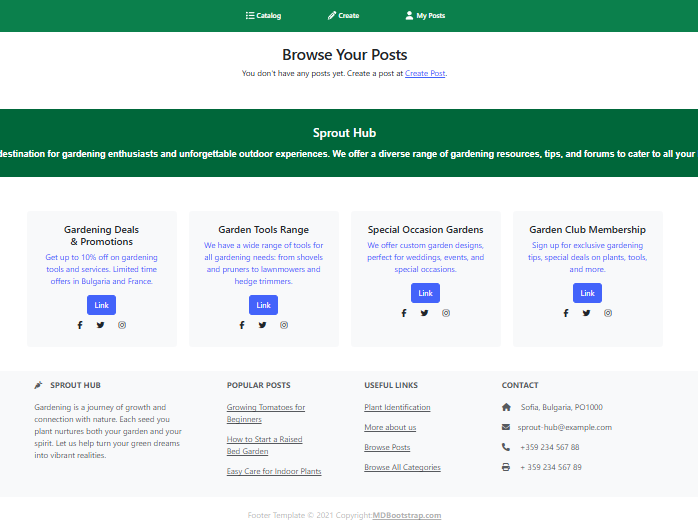 Catalog Create My Posts
Browse Your Posts
You don't have any posts yet. Create a post at Create Post.
Sprout Hub
destination for gardening enthusiasts and unforgettable outdoor experiences. We offer a diverse range of gardening resources, tips, and forums to cater to all your
Gardening Deals
& Promotions
Get up to 10% off on gardening
tools and services. Limited time
offers in Bulgaria and France.
Link
Garden Tools Range
We have a wide range of tools for
all gardening needs: from shovels
and pruners to lawnmowers and
hedge trimmers.
Link
Special Occasion Gardens
We offer custom garden designs,
perfect for weddings, events, and
special occasions.
Link
Garden Club Membership
Sign up for exclusive gardening
tips, special deals on plants, tools,
and more.
Link
SPROUT HUB
Gardening is a journey of growth and
connection with nature. Each seed you
plant nurtures both your garden and your
spirit. Let us help turn your green dreams
into vibrant realities.
POPULAR POSTS
Growing Tomatoes for
Beginners
How to Start a Raised
Bed Garden
Easy Care for Indoor Plants
USEFUL LINKS
Plant Identification
More about us
Browse Posts
Browse All Categories
CONTACT
Sofia, Bulgaria, PO1000
sprout-hub@example.com
+359 234 567 88
+ 359 234 567 89
Footer Template © 2021 Copyright:MDBootstrap.com